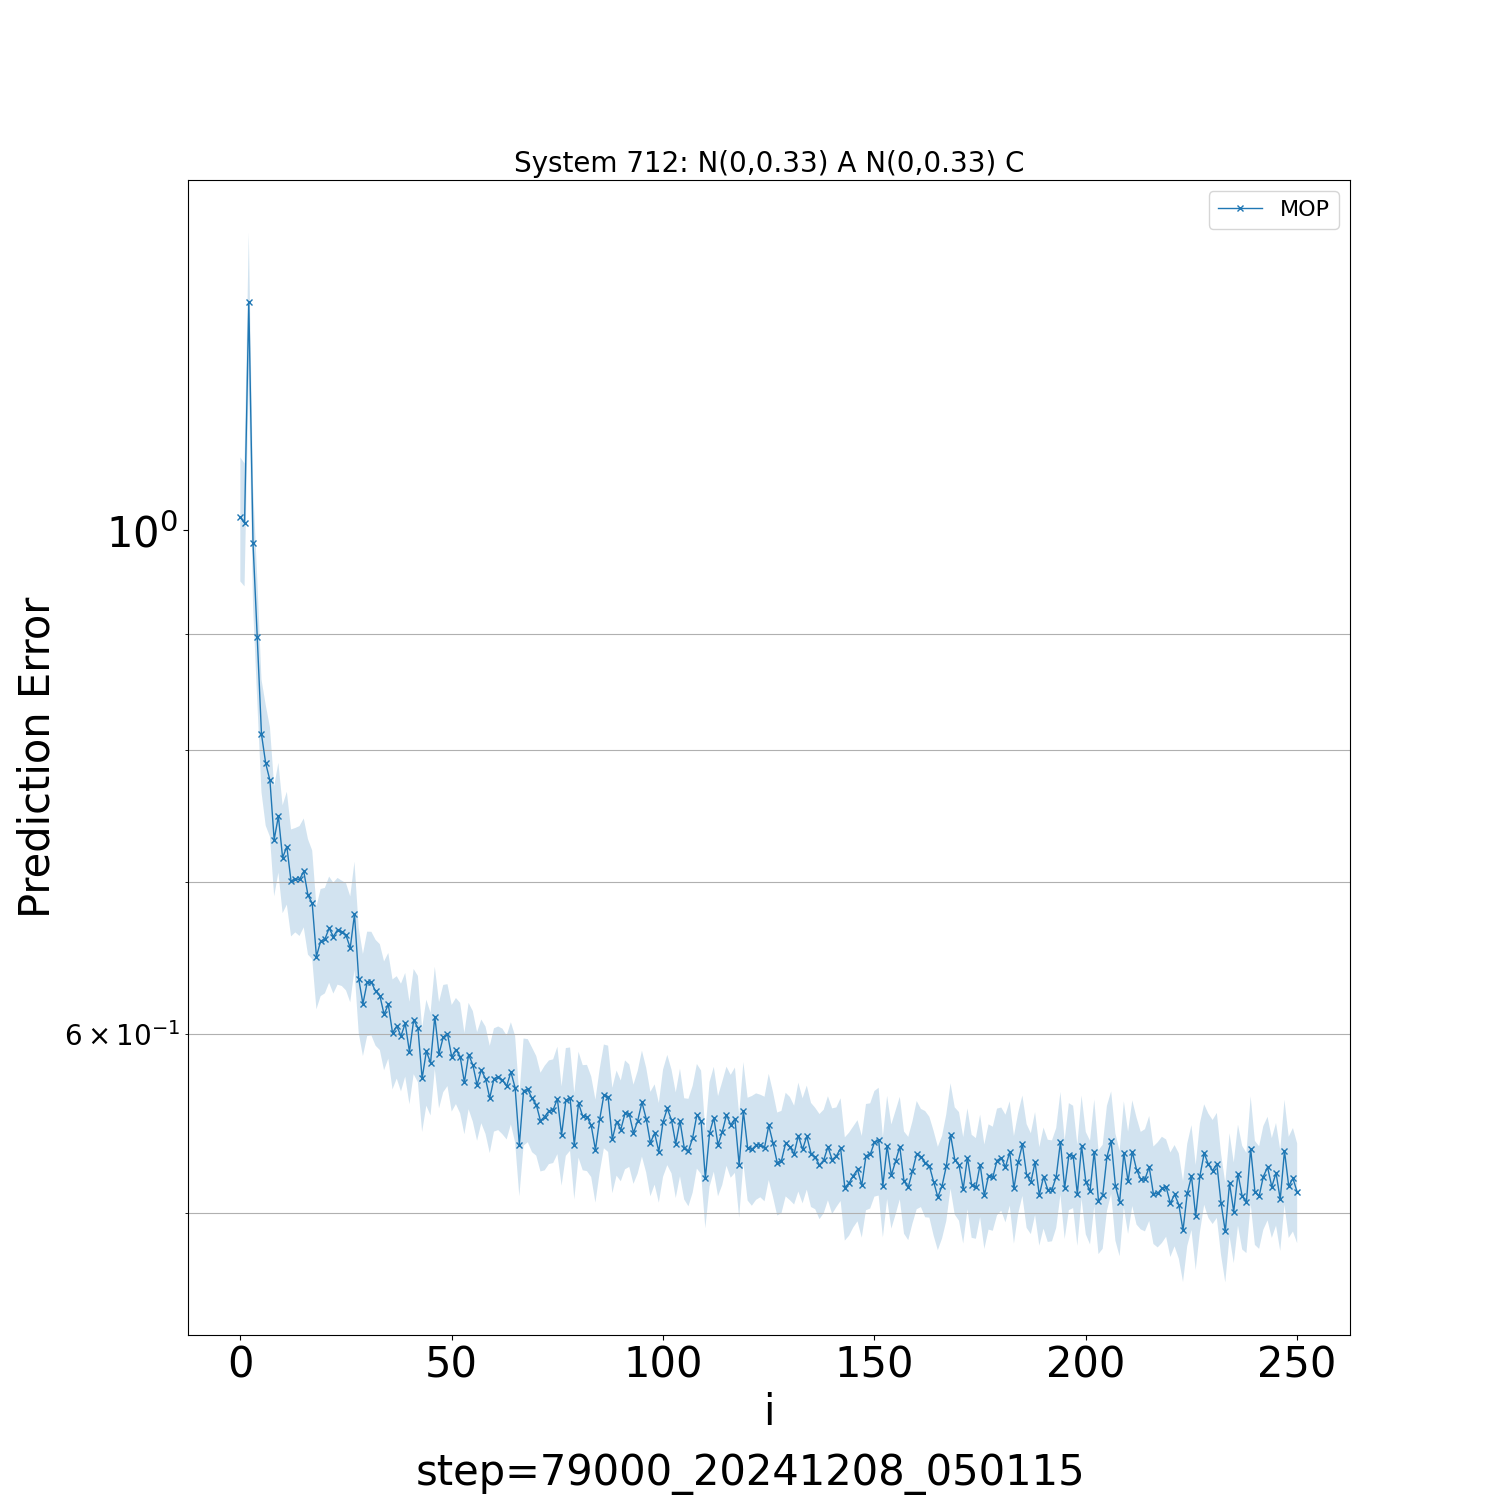 System 712: N(0,0.33) A N(0,0.33) C
MOP
10⁰
6 × 10⁻¹
Prediction Error
0 50 100 150 200 250
i
step=79000_20241208_050115